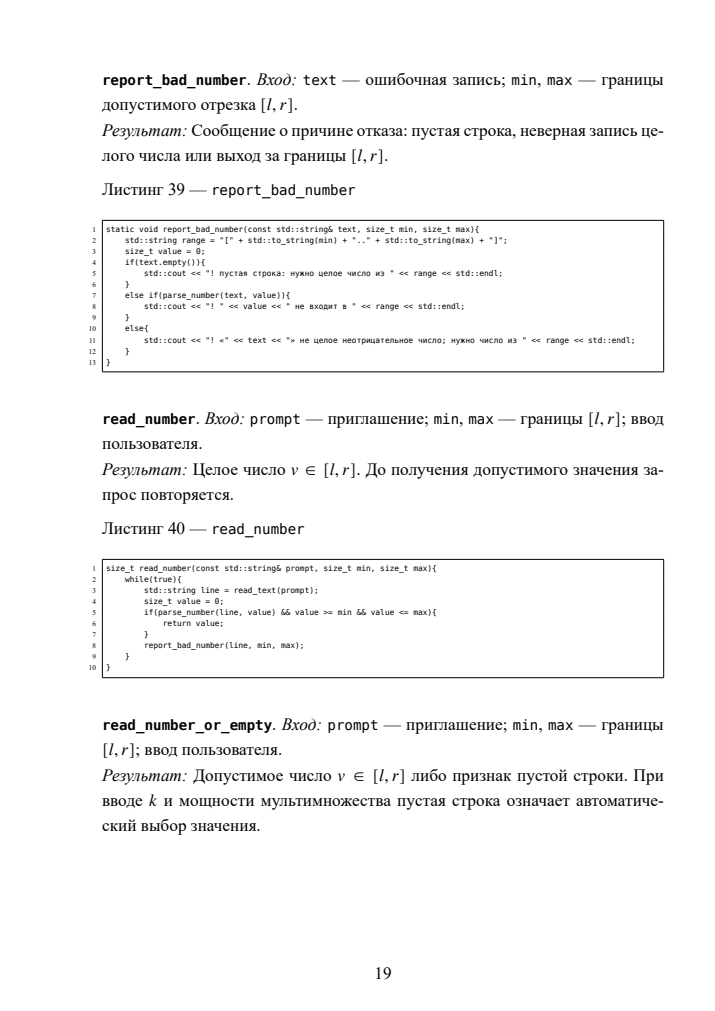 report_bad_number. Вход: text — ошибочная запись; min, max — границы
допустимого отрезка [l, r].
Результат: Сообщение о причине отказа: пустая строка, неверная запись це-
лого числа или выход за границы [l, r].
Листинг 39 — report_bad_number
1 static void report_bad_number(const std::string& text, size_t min, size_t max){
2     std::string range = "[" + std::to_string(min) + ".." + std::to_string(max) + "]";
3     size_t value = 0;
4     if(text.empty()){
5         std::cout << "! пустая строка: нужно целое число из " << range << std::endl;
6     }
7     else if(parse_number(text, value)){
8         std::cout << "! " << value << " не входит в " << range << std::endl;
9     }
10     else{
11         std::cout << "! «" << text << "» не целое неотрицательное число; нужно число из " << range << std::endl;
12     }
13 }
read_number. Вход: prompt — приглашение; min, max — границы [l, r]; ввод
пользователя.
Результат: Целое число v ∈ [l, r]. До получения допустимого значения за-
прос повторяется.
Листинг 40 — read_number
1 size_t read_number(const std::string& prompt, size_t min, size_t max){
2     while(true){
3         std::string line = read_text(prompt);
4         size_t value = 0;
5         if(parse_number(line, value) && value >= min && value <= max){
6             return value;
7         }
8         report_bad_number(line, min, max);
9     }
10 }
read_number_or_empty. Вход: prompt — приглашение; min, max — границы
[l, r]; ввод пользователя.
Результат: Допустимое число v ∈ [l, r] либо признак пустой строки. При
вводе k и мощности мультимножества пустая строка означает автоматиче-
ский выбор значения.
19